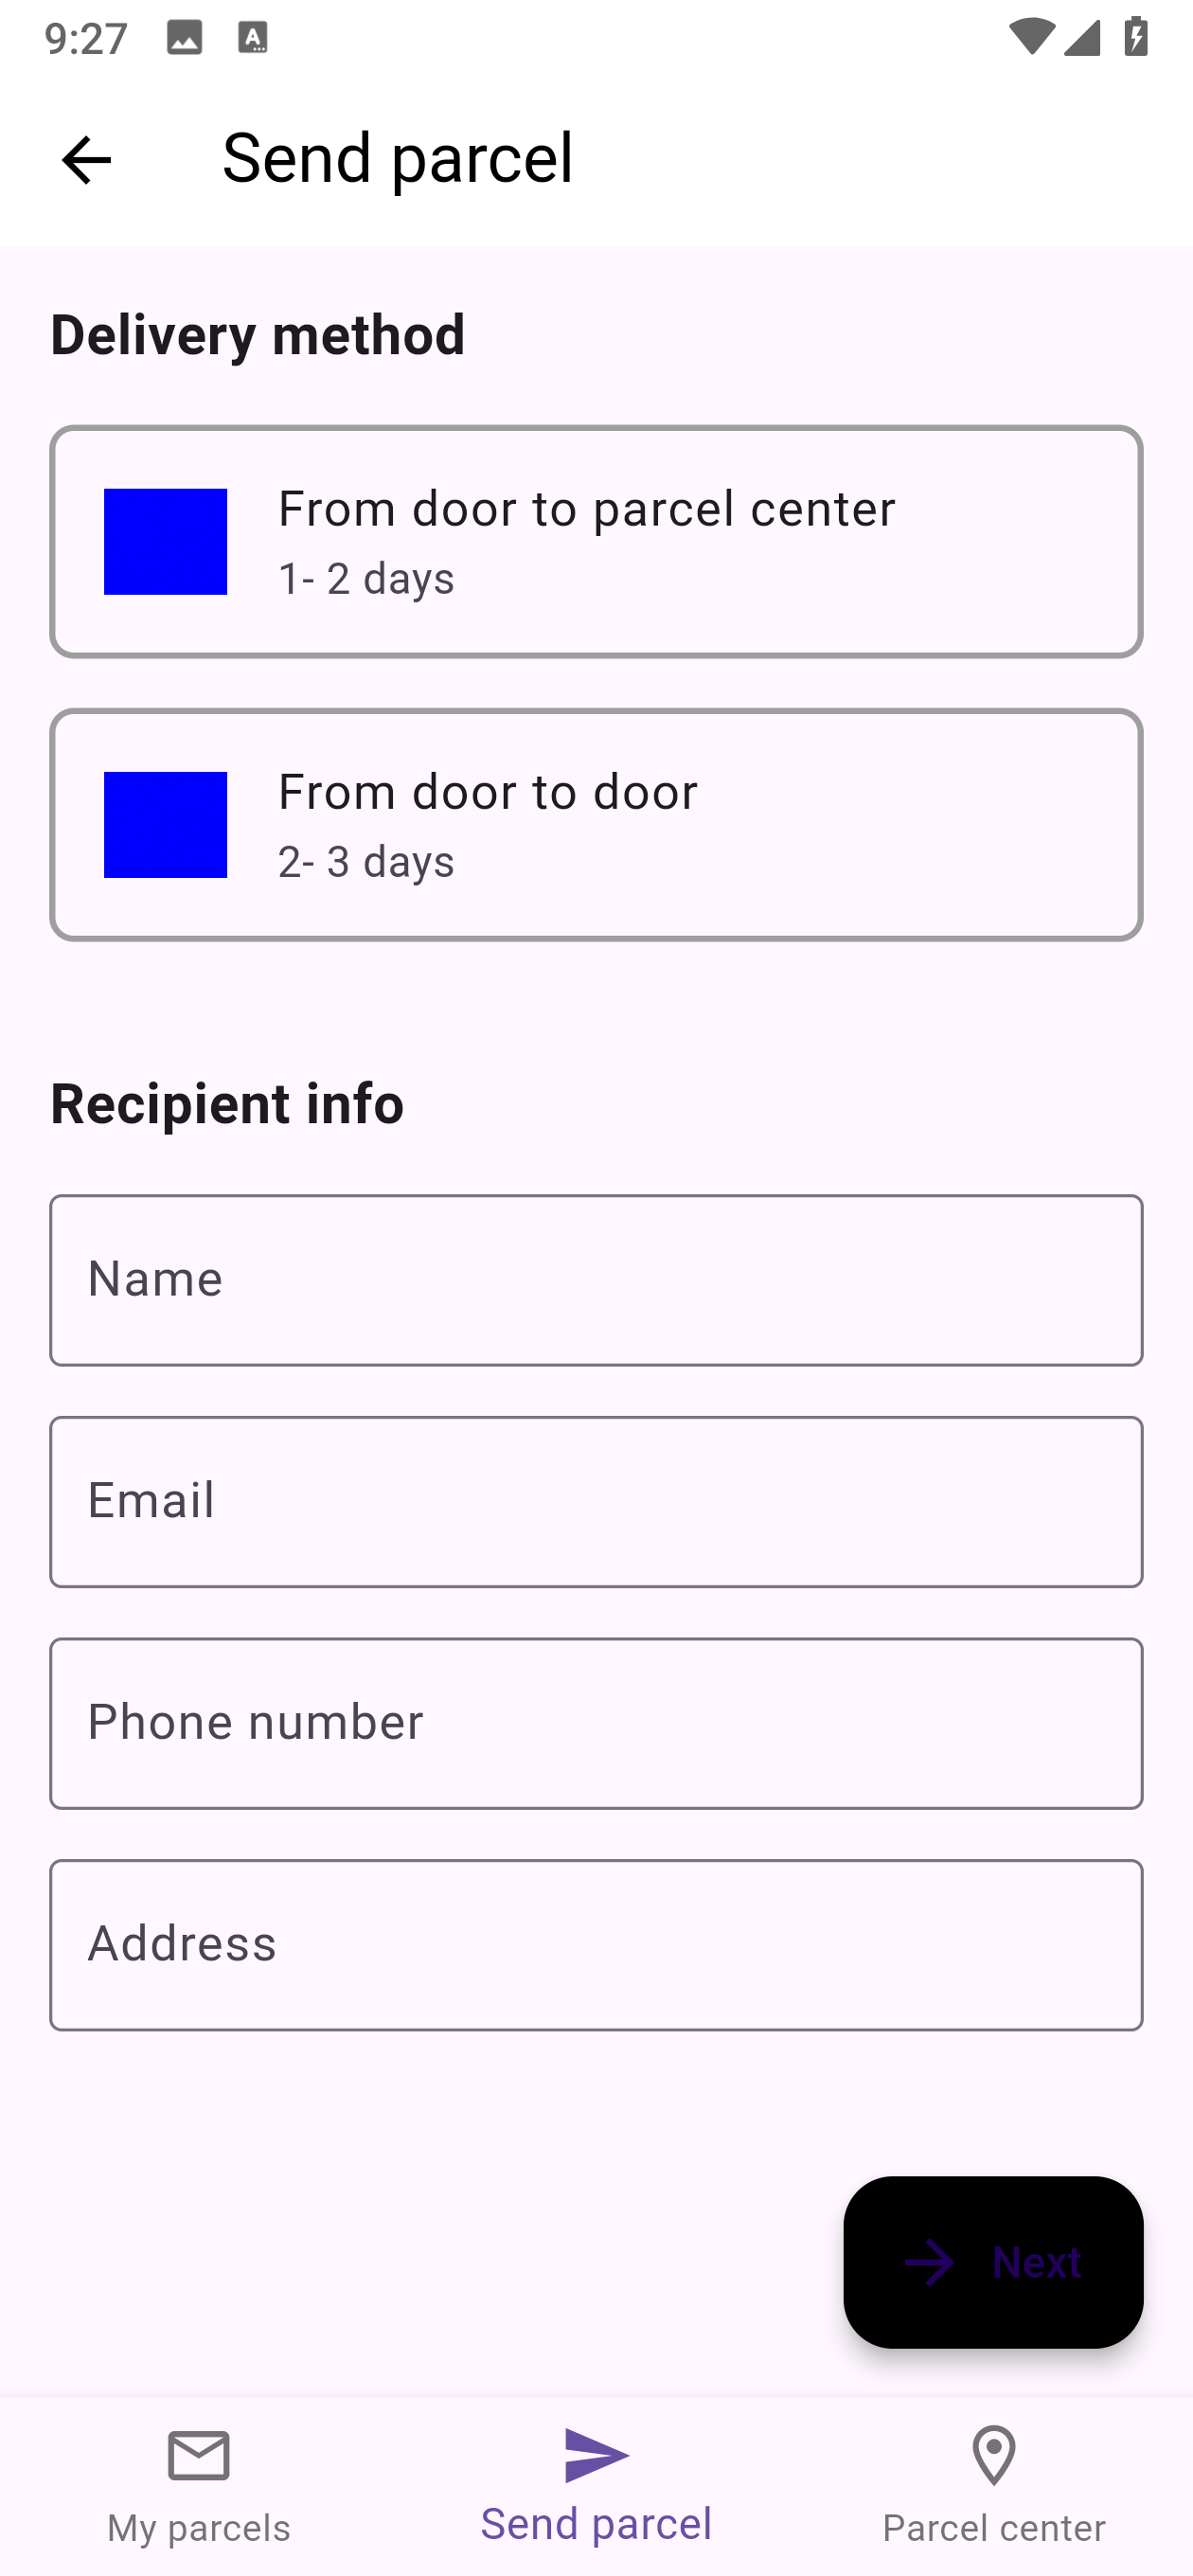 9:27
Send parcel
Delivery method
From door to parcel center
1- 2 days
From door to door
2- 3 days
Recipient info
Name
Email
Phone number
Address
Next
My parcels
Send parcel
Parcel center